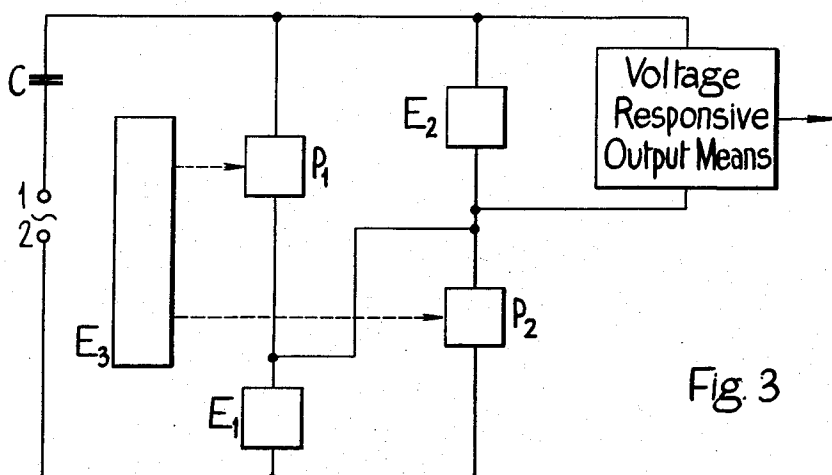 C
1
~
2
E3
P1
E1
E2
P2
Voltage
Responsive
Output Means
Fig. 3